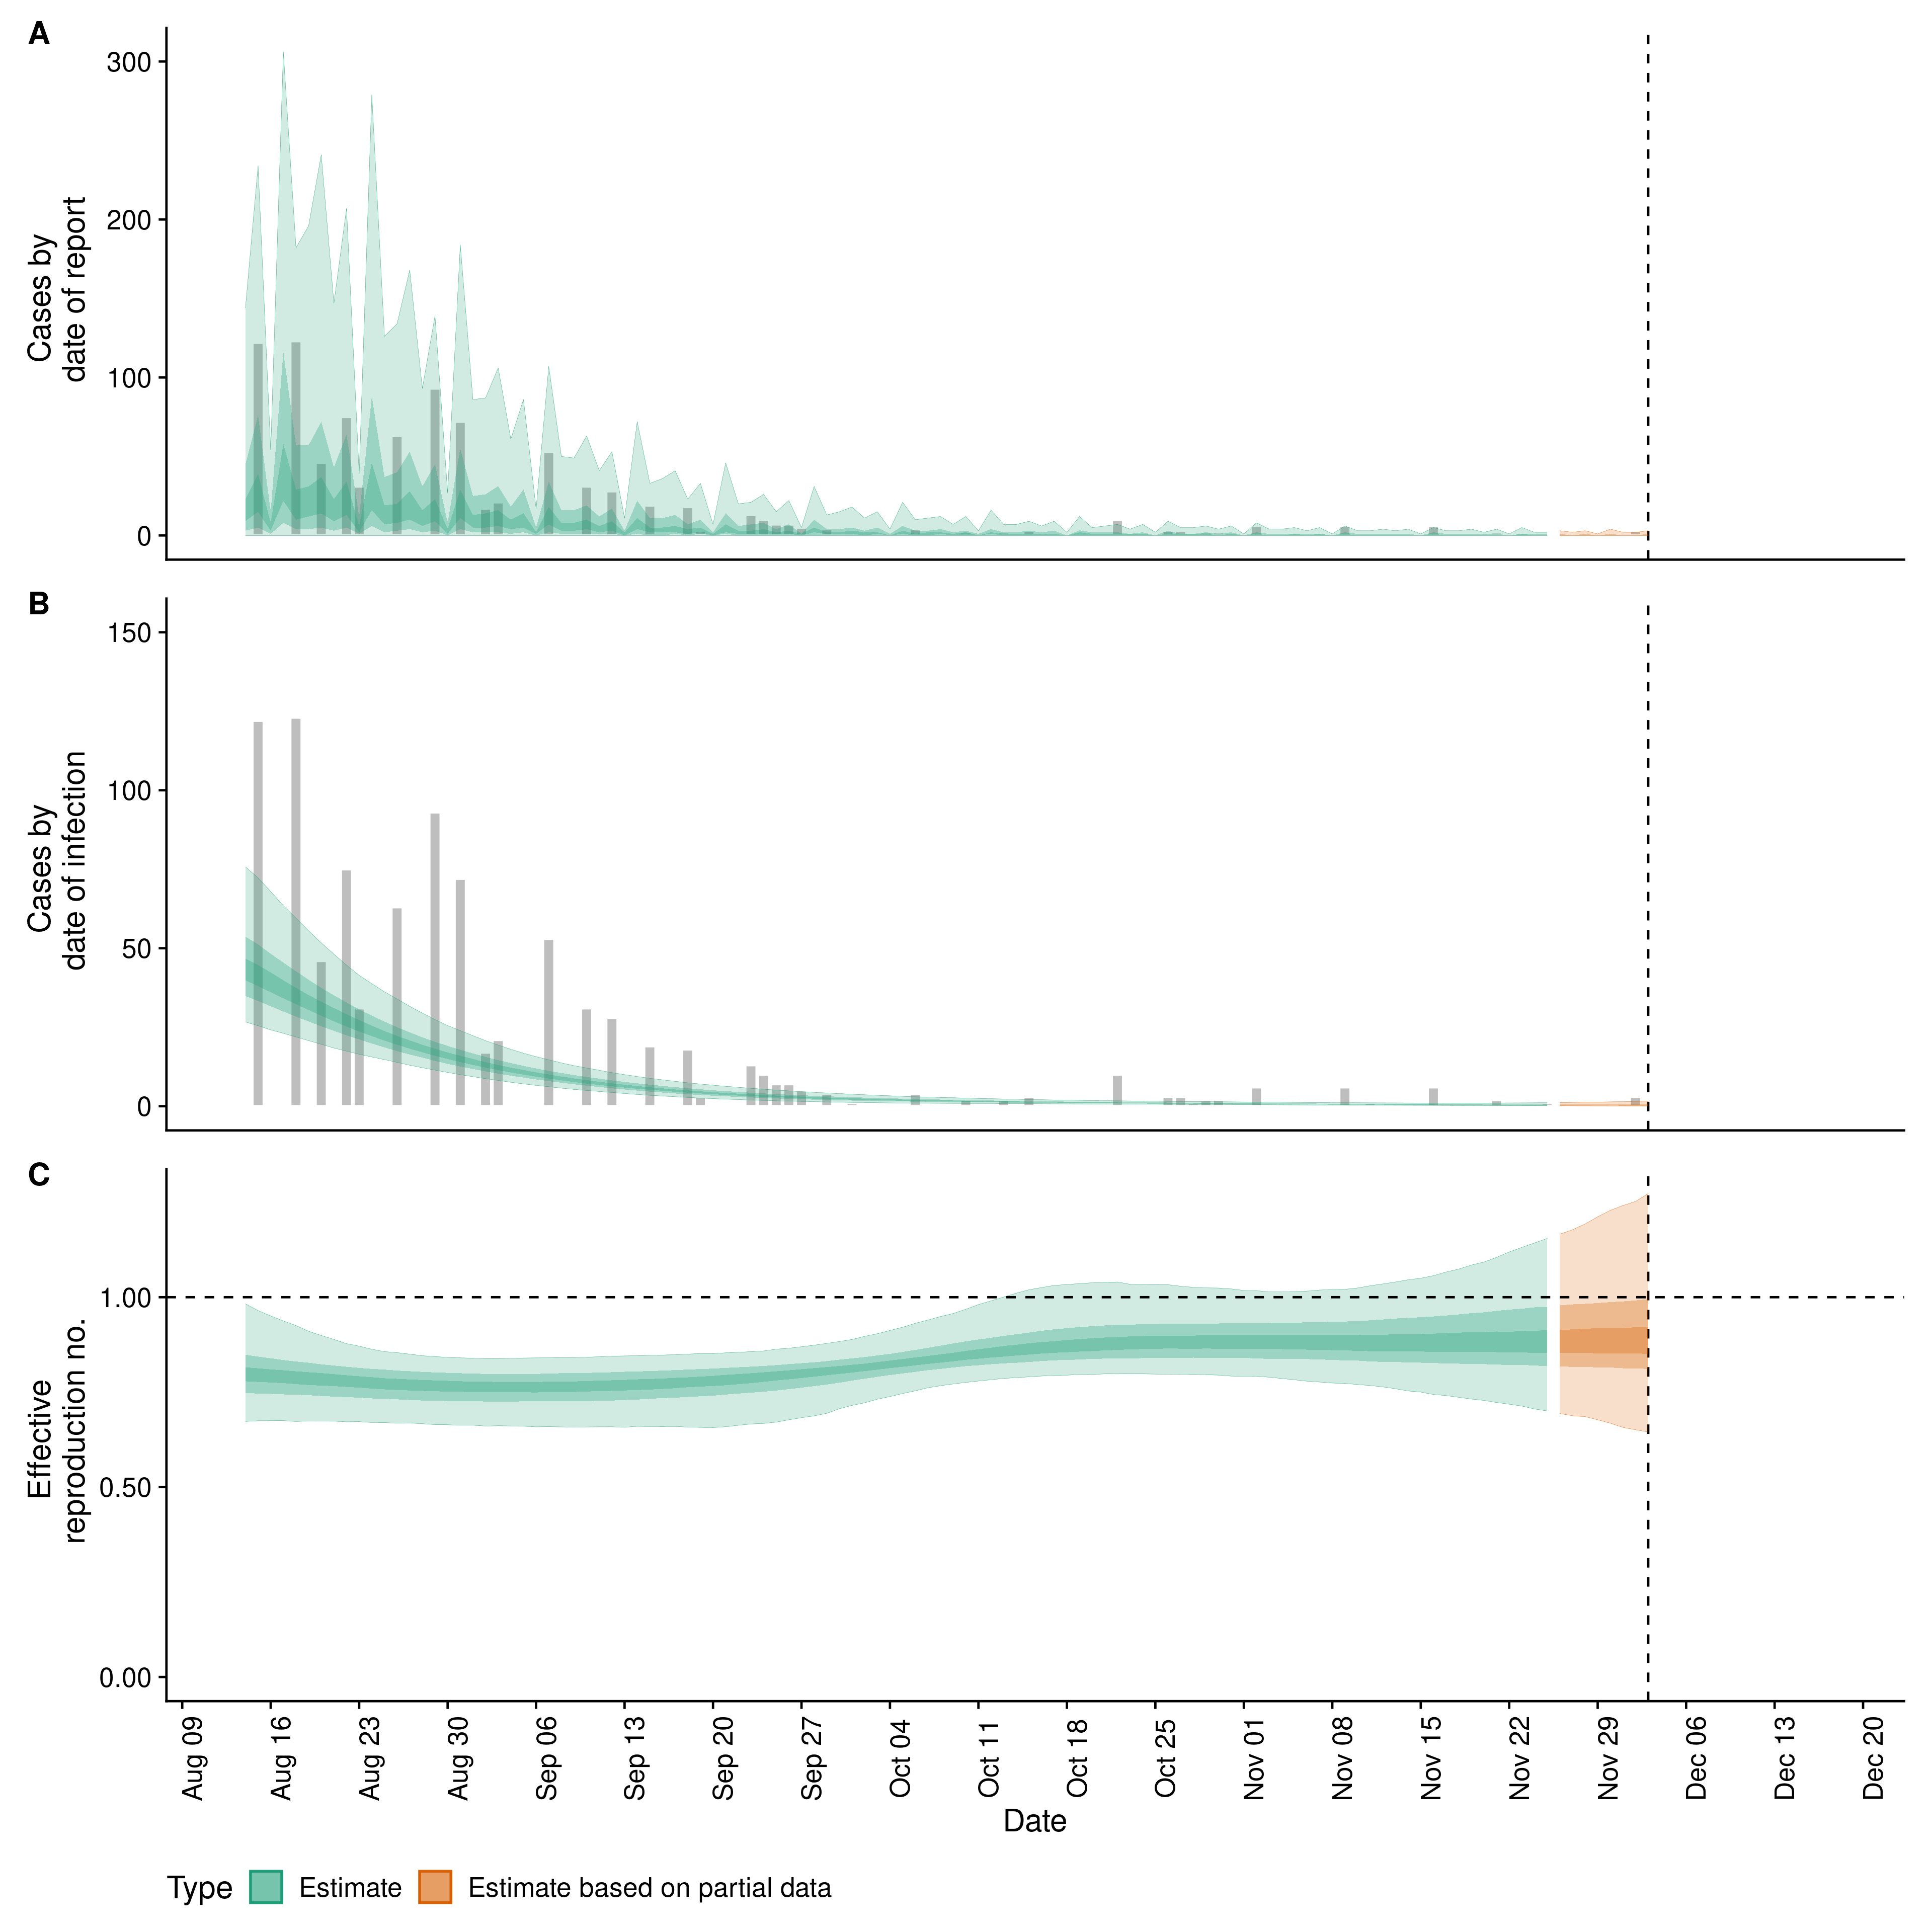 A
Cases by
date of report
300
200
100
0
B
Cases by
date of infection
150
100
50
0
C
Effective
reproduction no.
1.00
0.50
0.00
Aug 09
Aug 16
Aug 23
Aug 30
Sep 06
Sep 13
Sep 20
Sep 27
Oct 04
Oct 11
Oct 18
Oct 25
Nov 01
Nov 08
Nov 15
Nov 22
Nov 29
Dec 06
Dec 13
Dec 20
Date
Type Estimate Estimate based on partial data